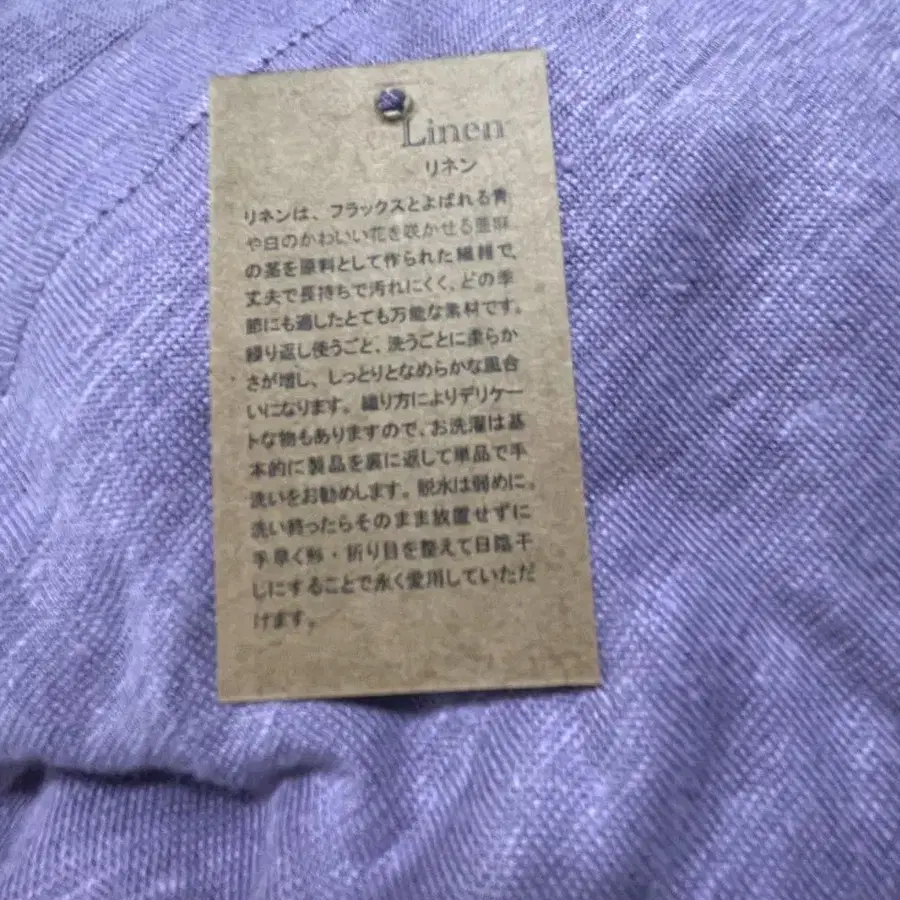 Linen
リネン
リネンは、フラックスとよばれる青
や白のかわいい花を咲かせる亜麻
の茎を原料として作られた繊維で、
丈夫で長持ちで汚れにくく、どの季
節にも適したとても万能な素材です。
繰り返し使うごと、洗うごとに柔らか
さが増し、しっとりとなめらかな風合
いになります。織り方によりデリケー
トな物もありますので、お洗濯は基
本的に製品を裏に返して単品で手
洗いをお勧めします。脱水は弱めに。
洗い終ったらそのまま放置せずに
手早く形・折り目を整えて日陰干
しにすることで永く愛用していただ
けます。